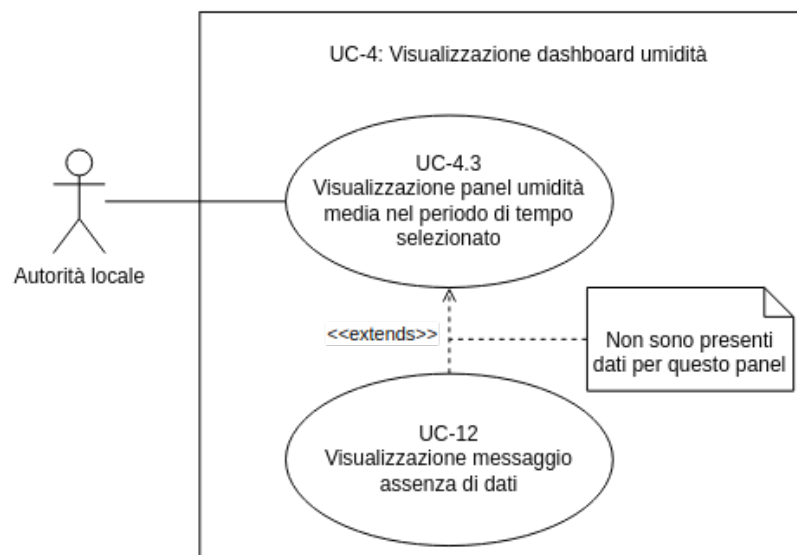 UC-4: Visualizzazione dashboard umidità
UC-4.3
Visualizzazione panel umidità
media nel periodo di tempo
selezionato
Autorità locale
<<extends>>
Non sono presenti
dati per questo panel
UC-12
Visualizzazione messaggio
assenza di dati